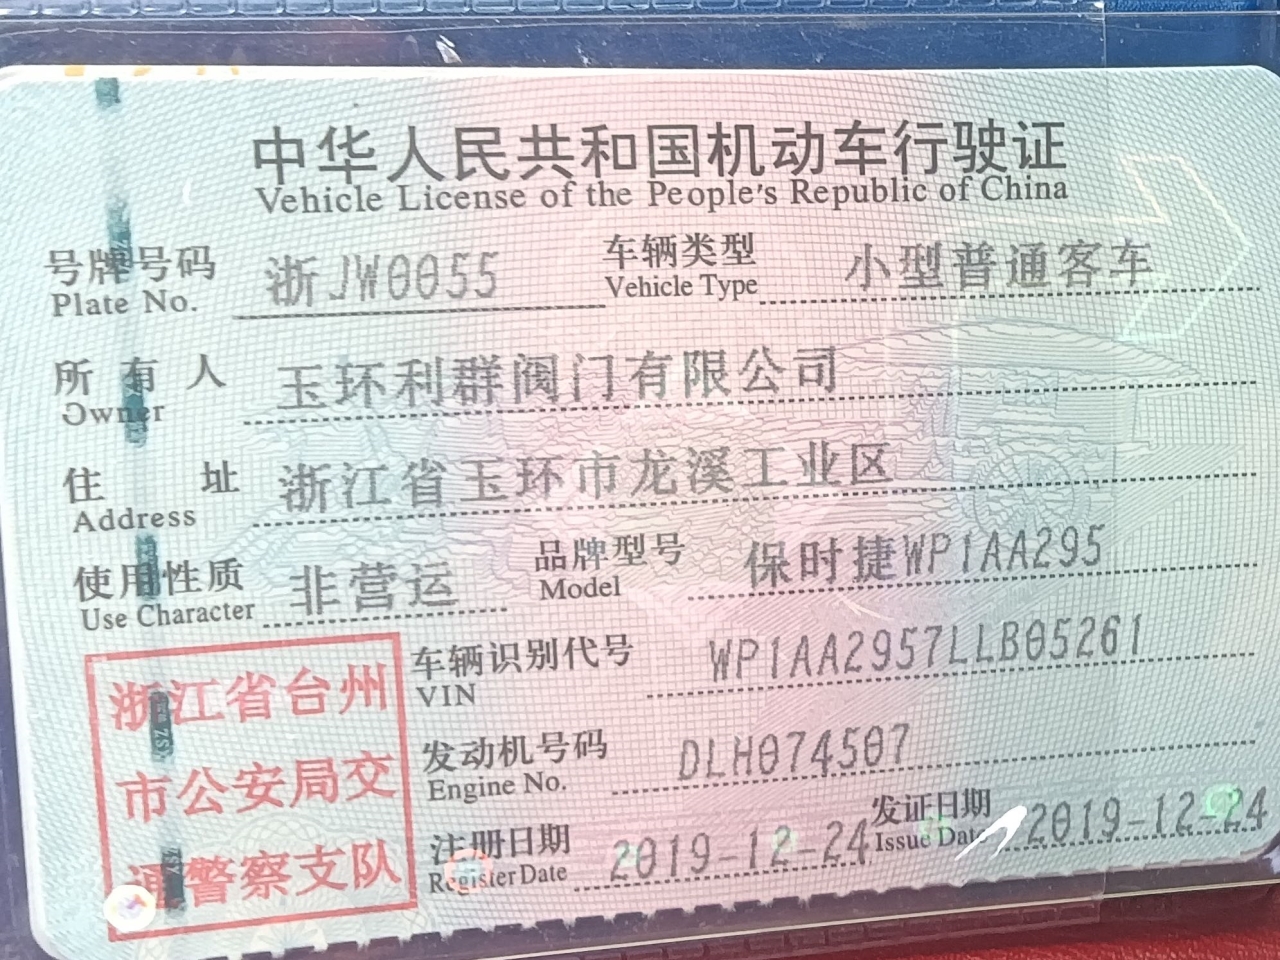 中华人民共和国机动车行驶证
Vehicle License of the People's Republic of China
号牌号码 浙JW0055 车辆类型 小型普通客车
Plate No. Vehicle Type
所有人 玉环利群阀门有限公司
Owner
住址 浙江省玉环市龙溪工业区
Address
使用性质 非营运 品牌型号 保时捷WP1AA295
Use Character Model
浙江省台州
市公安局交
通警察支队
车辆识别代号 WP1AA2957LLB05261
VIN
发动机号码 DLH074507
Engine No.
注册日期 2019-12-24 发证日期 2019-12-24
Register Date Issue Date